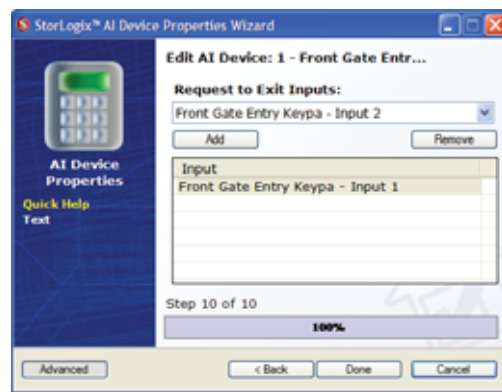 StorLogix™ AI Device Properties Wizard
Edit AI Device: 1 - Front Gate Entr...
Request to Exit Inputs:
Front Gate Entry Keypa - Input 2
Add
Remove
Input
Front Gate Entry Keypa - Input 1
AI Device
Properties
Quick Help
Text
Step 10 of 10
100%
Advanced
< Back
Done
Cancel